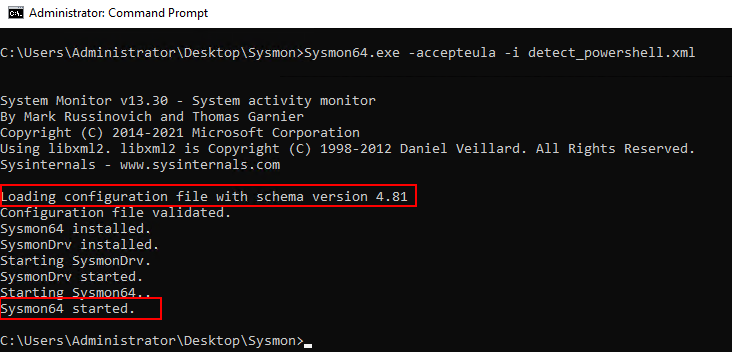 Administrator: Command Prompt
C:\Users\Administrator\Desktop\Sysmon>Sysmon64.exe -accepteula -i detect_powershell.xml
System Monitor v13.30 - System activity monitor
By Mark Russinovich and Thomas Garnier
Copyright (C) 2014-2021 Microsoft Corporation
Using libxml2. libxml2 is Copyright (C) 1998-2012 Daniel Veillard. All Rights Reserved.
Sysinternals - www.sysinternals.com
Loading configuration file with schema version 4.81
Configuration file validated.
Sysmon64 installed.
SysmonDrv installed.
Starting SysmonDrv.
SysmonDrv started.
Starting Sysmon64..
Sysmon64 started.
C:\Users\Administrator\Desktop\Sysmon>